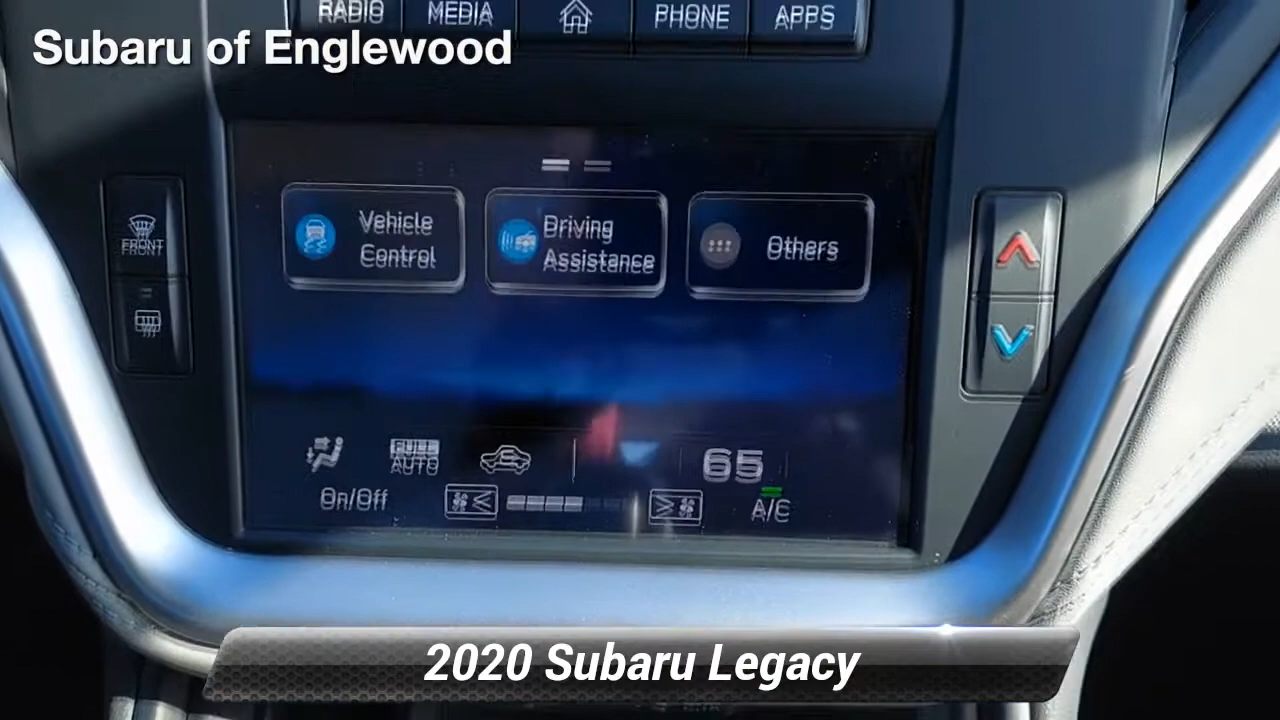 RADIO MEDIA PHONE APPS
Subaru of Englewood
Vehicle Control
Driving Assistance
Others
FRONT
FULL AUTO
65
On/Off
A/C
2020 Subaru Legacy